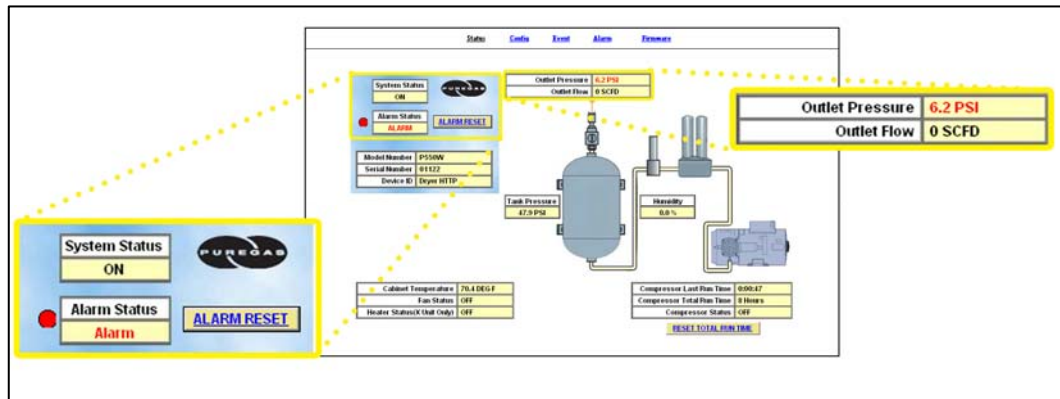 Status Config Event Alarm Firmware
System Status
ON
PUREGAS
Alarm Status
ALARM
ALARM RESET
Outlet Pressure 6.2 PSI
Outlet Flow 0 SCFD
Outlet Pressure 6.2 PSI
Outlet Flow 0 SCFD
Model Number P550W
Serial Number 01122
Device ID Dryer HTTP
Tank Pressure
47.9 PSI
Humidity
0.0 %
System Status
ON
PUREGAS
Alarm Status
Alarm
ALARM RESET
Cabinet Temperature 70.4 DEG F
Fan Status OFF
Heater Status(X Unit Only) OFF
Compressor Last Run Time 0:00:47
Compressor Total Run Time 0 Hours
Compressor Status OFF
RESET TOTAL RUN TIME